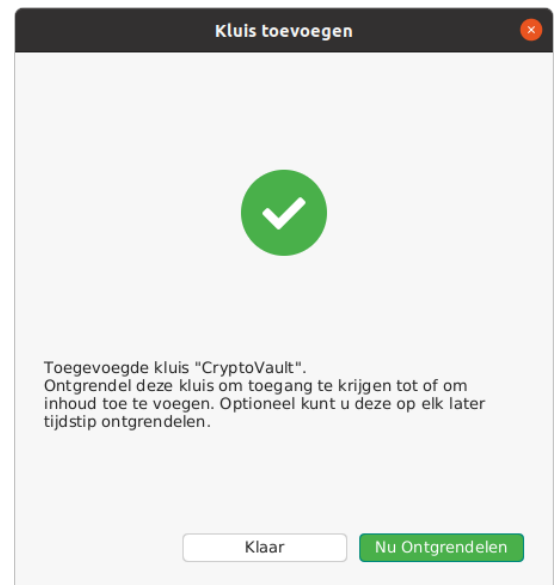 Kluis toevoegen
Toegevoegde kluis "CryptoVault".
Ontgrendel deze kluis om toegang te krijgen tot of om
inhoud toe te voegen. Optioneel kunt u deze op elk later
tijdstip ontgrendelen.
Klaar
Nu Ontgrendelen